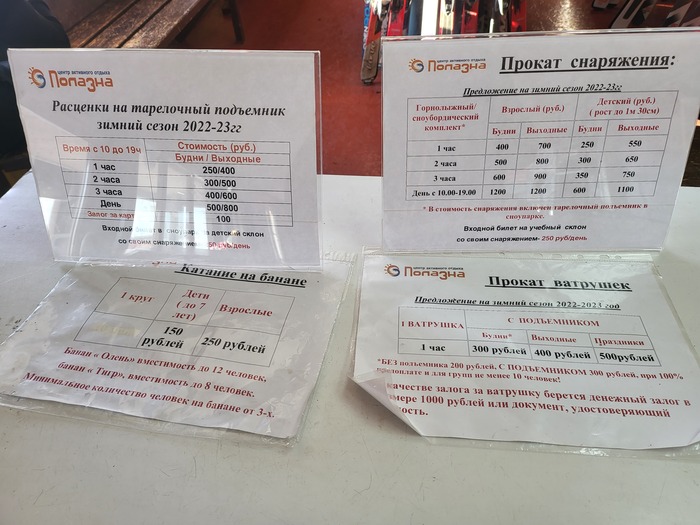 центр активного отдыха
Полазна
Расценки на тарелочный подъемник
зимний сезон 2022-23гг
Время с 10 до 19ч Стоимость (руб.)
Будни / Выходные
1 час 250/400
2 часа 300/500
3 часа 400/600
День 500/800
Залог за карту 100
Входной билет в сноупарк за детский склон
со своим снаряжением- 250 руб/день
центр активного отдыха
Полазна
Прокат снаряжения:
Предложение на зимний сезон 2022-23гг
Горнолыжный/ сноубордический комплект* Взрослый (руб.) Детский (руб.) ( рост до 1м 30см)
Будни Выходные Будни Выходные
1 час 400 700 250 550
2 часа 500 800 300 650
3 часа 600 900 350 750
День с 10.00-19.00 1200 1200 600 1100
* В стоимость снаряжения включен тарелочный подъемник в
сноупарке.
Входной билет на учебный склон
со своим снаряжением- 250 руб/день
Катание на банане
1 круг Дети (до 7 лет) Взрослые
150 рублей 250 рублей
Банан « Олень» вместимость до 12 человек,
банан « Тигр», вместимость до 8 человек.
Минимальное количество человек на банане от 3-х.
центр активного отдыха
Полазна
Прокат ватрушек
Предложение на зимний сезон 2022-2023 год
1 ВАТРУШКА С ПОДЪЕМНИКОМ
Будни* Выходные Праздники
1 час 300 рублей 400 рублей 500рублей
*БЕЗ подъемника 200 рублей, С ПОДЪЕМНИКОМ 300 рублей, при 100%
предоплате и для групп не менее 10 человек!
качестве залога за ватрушку берется денежный залог в
мере 1000 рублей или документ, удостоверяющий
ность.